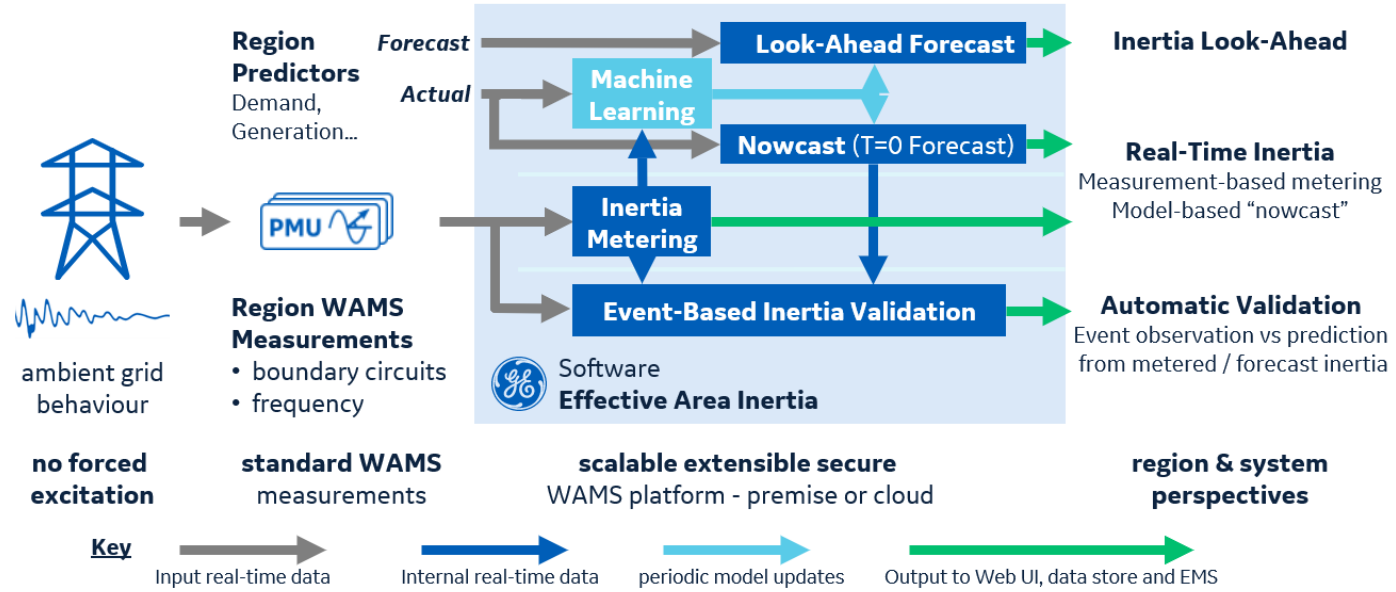 Region
Predictors
Demand,
Generation…
Forecast
Actual
Look-Ahead Forecast
Machine
Learning
Nowcast (T=0 Forecast)
Inertia Look-Ahead
Real-Time Inertia
Measurement-based metering
Model-based “nowcast”
PMU
Inertia
Metering
Event-Based Inertia Validation
Automatic Validation
Event observation vs prediction
from metered / forecast inertia
ambient grid
behaviour
Region WAMS
Measurements
• boundary circuits
• frequency
GE
Software
Effective Area Inertia
no forced
excitation
standard WAMS
measurements
scalable extensible secure
WAMS platform - premise or cloud
region & system
perspectives
Key
Input real-time data
Internal real-time data
periodic model updates
Output to Web UI, data store and EMS